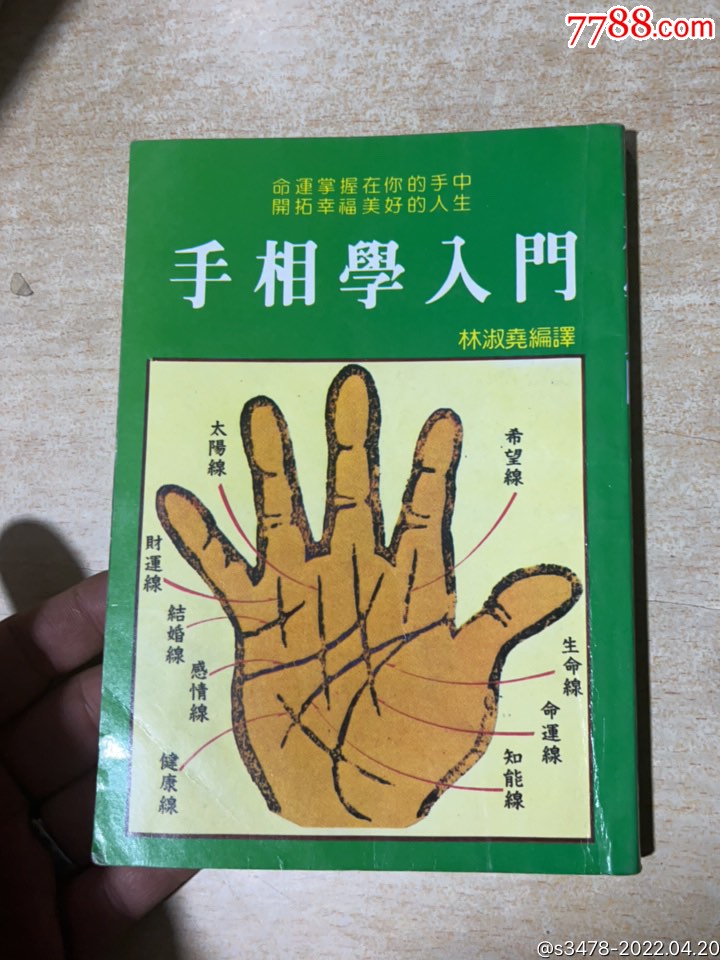 7788.com
命運掌握在你的手中
開拓幸福美好的人生
手相學入門
林淑堯編譯
太陽線
希望線
財運線
結婚線
感情線
健康線
生命線
命運線
知能線
@s3478-2022.04.20